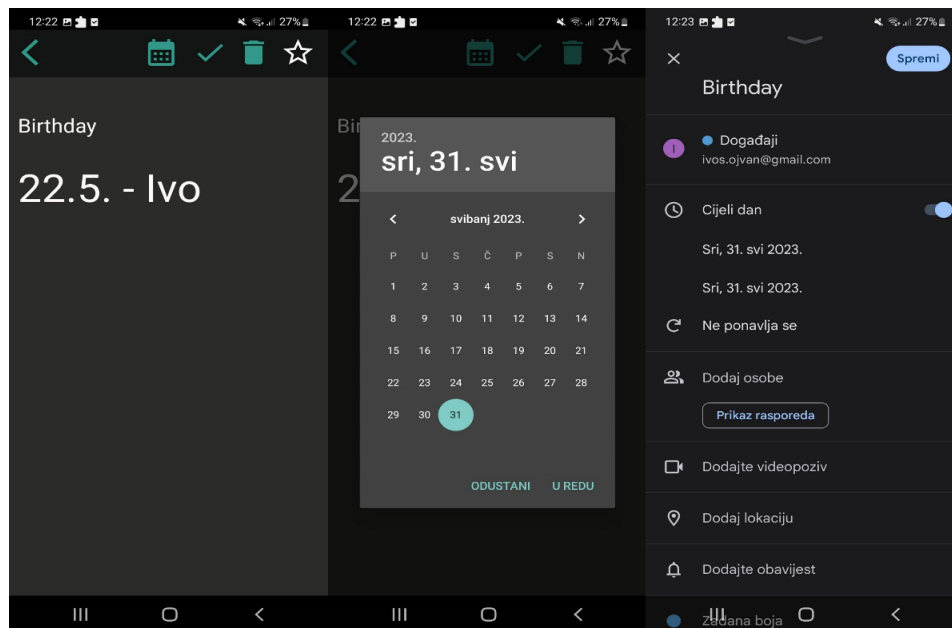 12:22
27%
Birthday
22.5. - Ivo
12:22
27%
Bir
2
2023.
sri, 31. svi
svibanj 2023.
P U S Č P S N
1 2 3 4 5 6 7
8 9 10 11 12 13 14
15 16 17 18 19 20 21
22 23 24 25 26 27 28
29 30 31
ODUSTANI U REDU
12:23
27%
Spremi
Birthday
I
Događaji
ivos.ojvan@gmail.com
Cijeli dan
Sri, 31. svi 2023.
Sri, 31. svi 2023.
Ne ponavlja se
Dodaj osobe
Prikaz rasporeda
Dodajte videopoziv
Dodaj lokaciju
Dodajte obavijest
Zadana boja